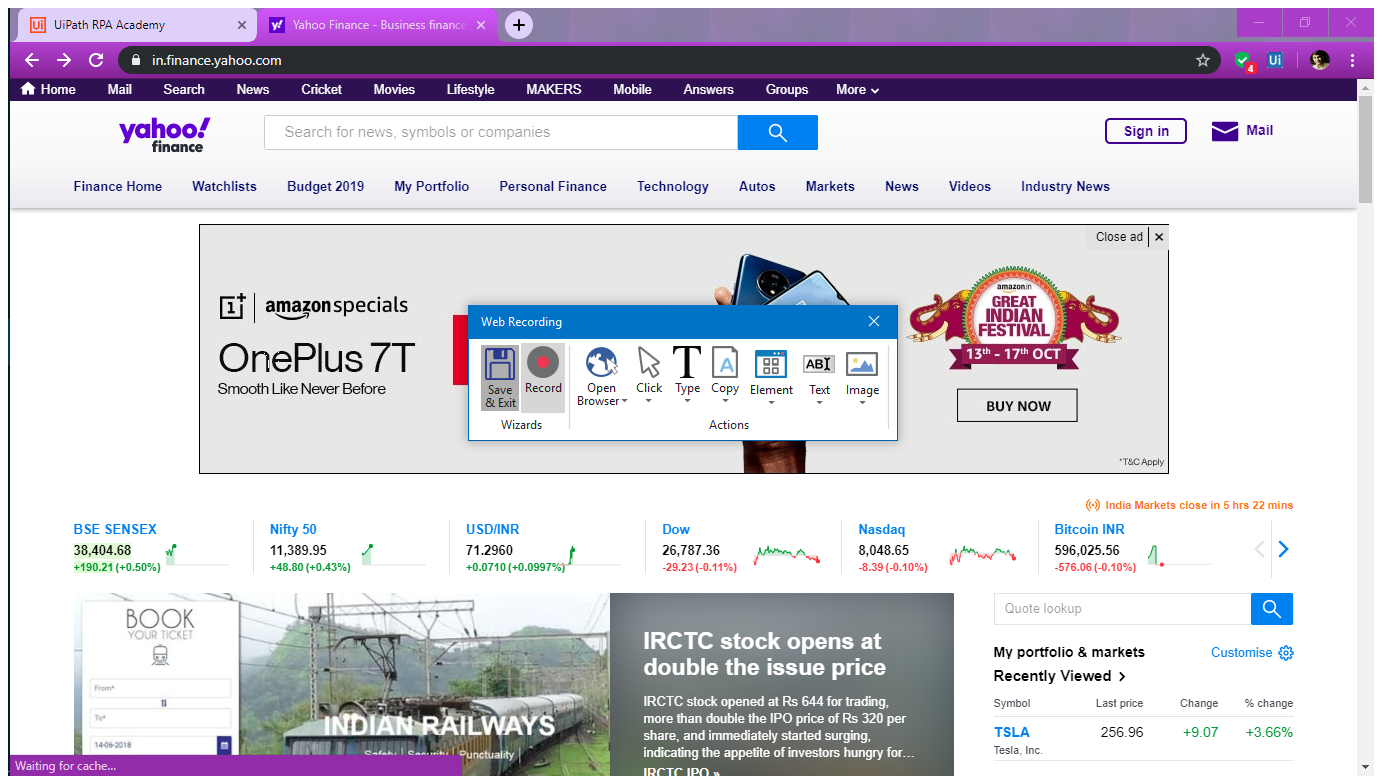 UiPath RPA Academy
Yahoo Finance - Business finance
in.finance.yahoo.com
4
Ui
Home Mail Search News Cricket Movies Lifestyle MAKERS Mobile Answers Groups More
yahoo!
finance
Search for news, symbols or companies
Sign in
Mail
Finance Home Watchlists Budget 2019 My Portfolio Personal Finance Technology Autos Markets News Videos Industry News
Close ad
amazonspecials
OnePlus 7T
Smooth Like Never Before
amazon.in
GREAT
INDIAN
FESTIVAL
13th - 17th OCT
BUY NOW
*T&C Apply
Web Recording
Save
& Exit
Record
Wizards
Open
Browser
Click
Type
Copy
Element
Text
Image
Actions
India Markets close in 5 hrs 22 mins
BSE SENSEX
38,404.68
+190.21 (+0.50%)
Nifty 50
11,389.95
+48.80 (+0.43%)
USD/INR
71.2960
+0.0710 (+0.0997%)
Dow
26,787.36
-29.23 (-0.11%)
Nasdaq
8,048.65
-8.39 (-0.10%)
Bitcoin INR
596,025.56
-576.06 (-0.10%)
BOOK
YOUR TICKET
From*
To*
14-06-2018
INDIAN RAILWAYS
Safety | Security | Punctuality
IRCTC stock opens at
double the issue price
IRCTC stock opened at Rs 644 for trading,
more than double the IPO price of Rs 320 per
share, and immediately started surging,
indicating the appetite of investors hungry for…
IRCTC IPO »
Quote lookup
My portfolio & markets
Customise
Recently Viewed
Symbol Last price Change % change
TSLA 256.96 +9.07 +3.66%
Tesla, Inc.
Waiting for cache...